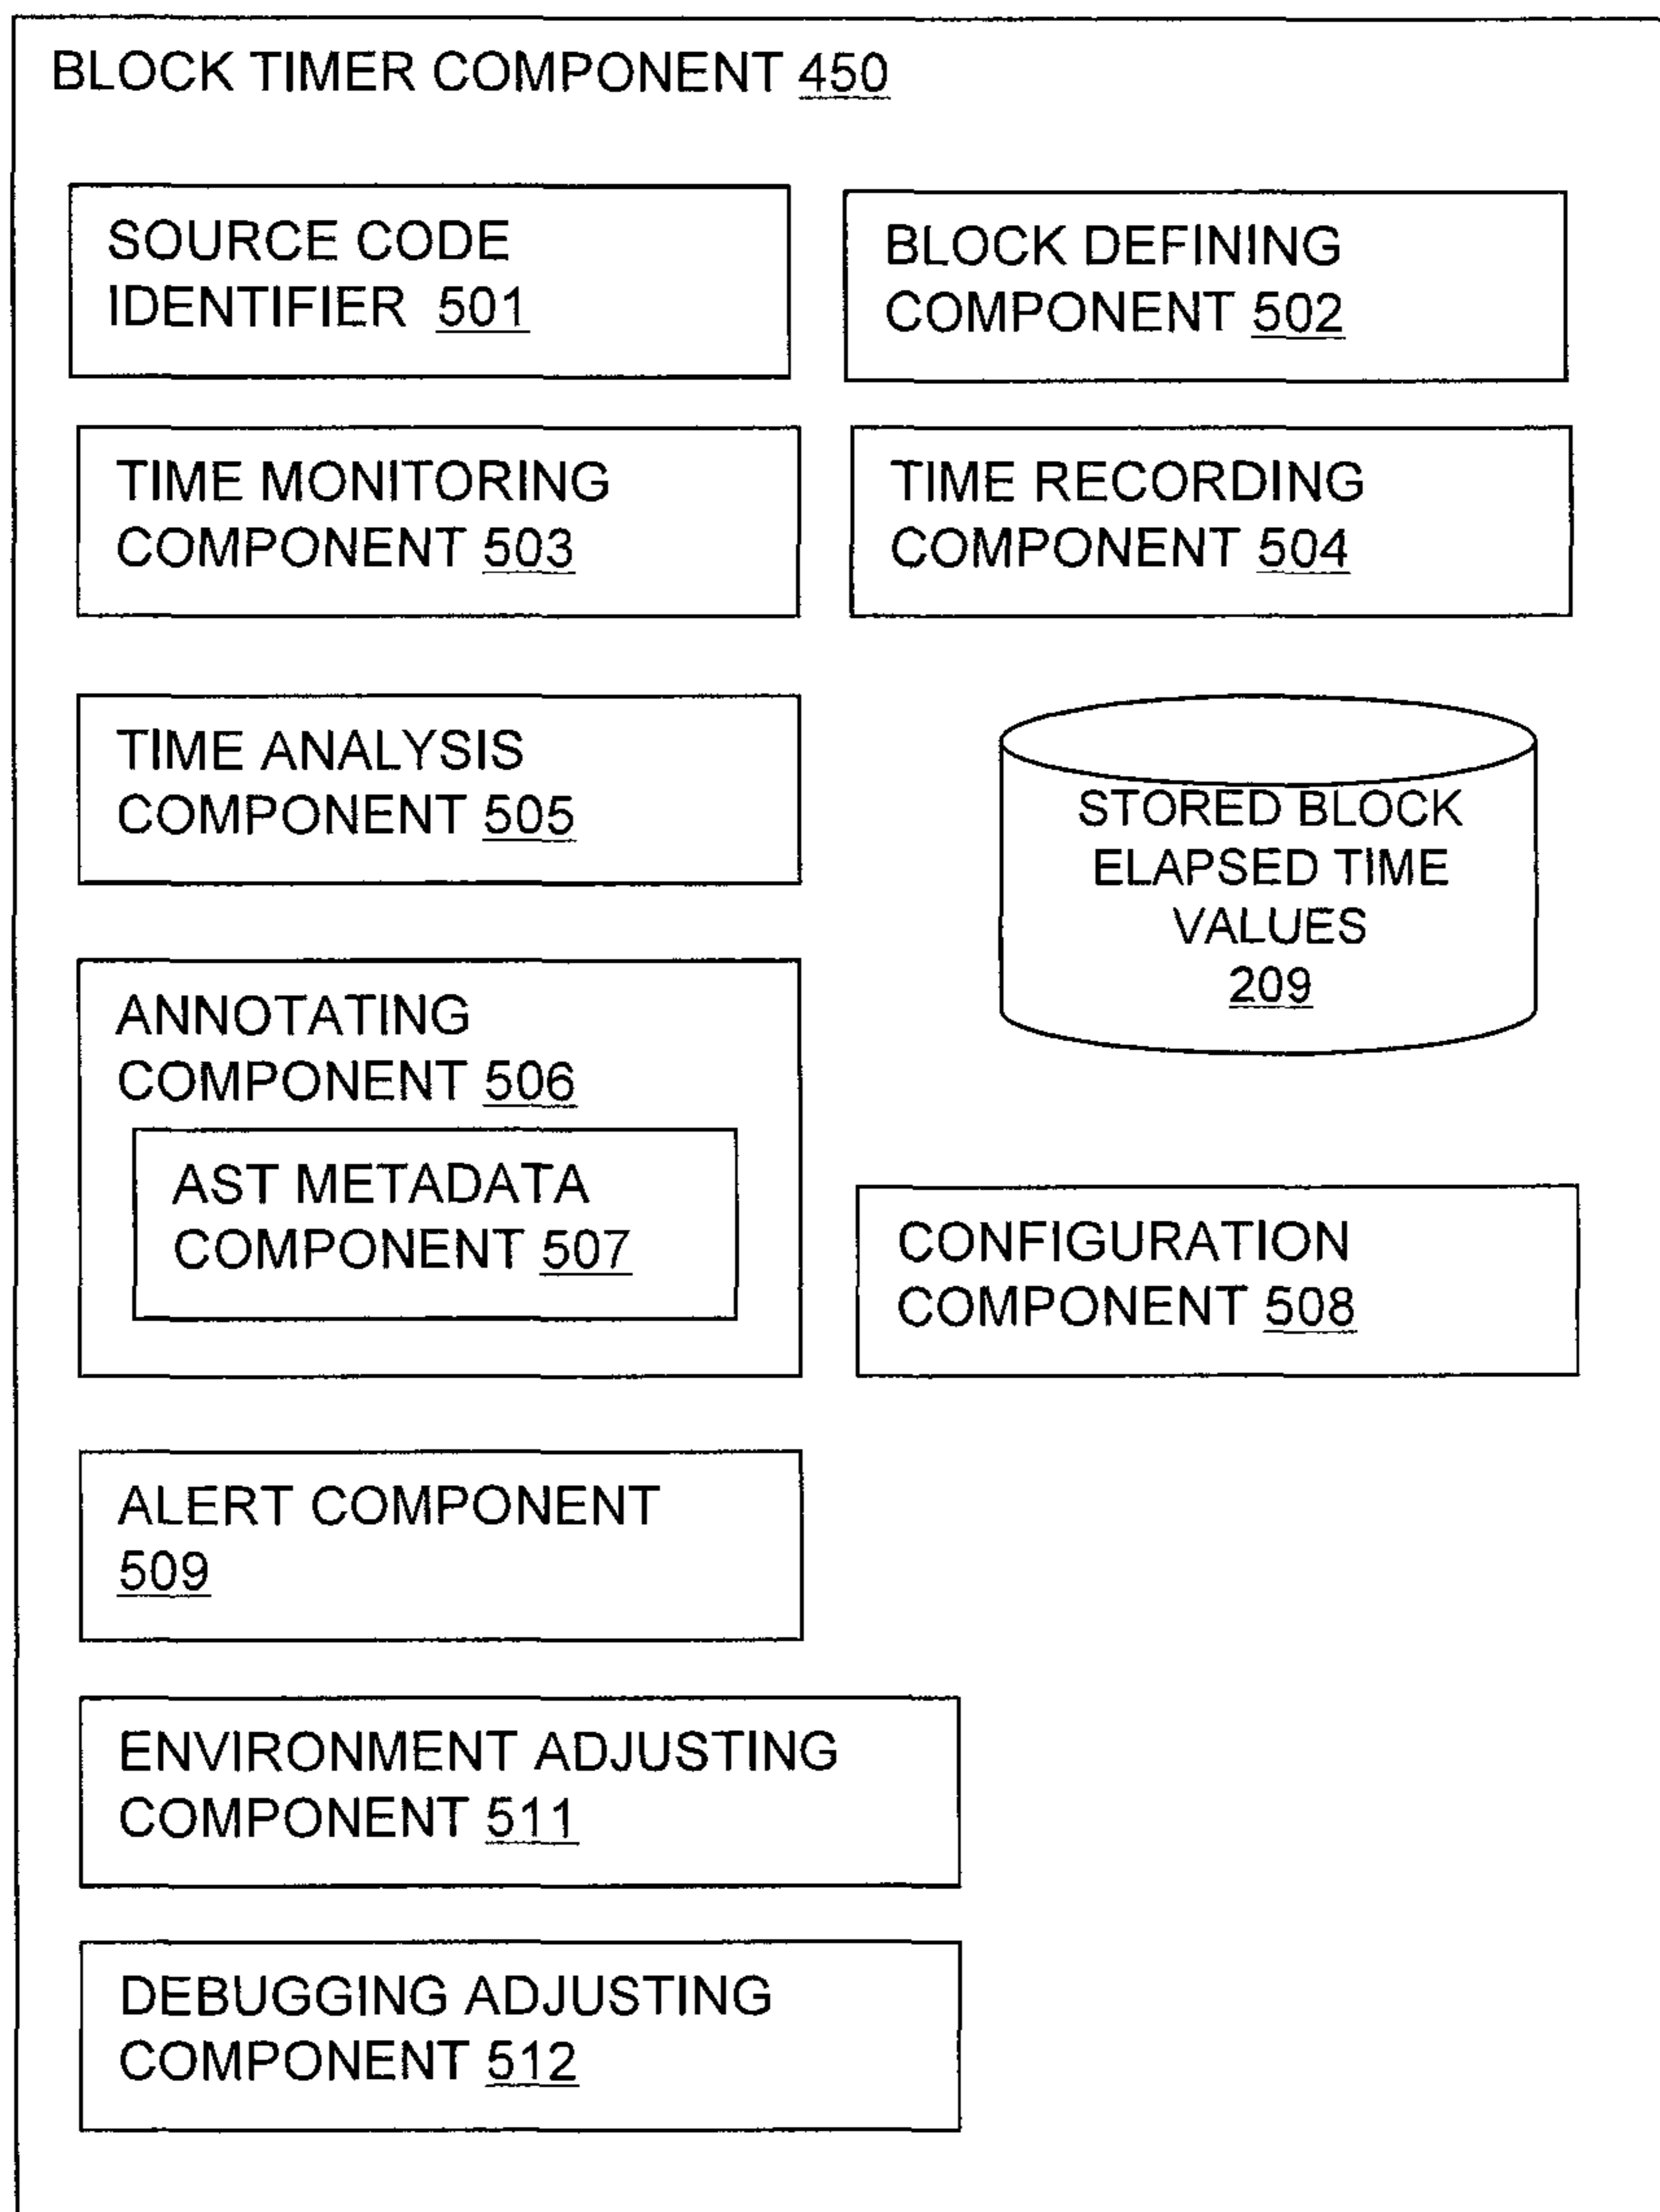 BLOCK TIMER COMPONENT 450
SOURCE CODE
IDENTIFIER 501
BLOCK DEFINING
COMPONENT 502
TIME MONITORING
COMPONENT 503
TIME RECORDING
COMPONENT 504
TIME ANALYSIS
COMPONENT 505
STORED BLOCK
ELAPSED TIME
VALUES
209
ANNOTATING
COMPONENT 506
AST METADATA
COMPONENT 507
CONFIGURATION
COMPONENT 508
ALERT COMPONENT
509
ENVIRONMENT ADJUSTING
COMPONENT 511
DEBUGGING ADJUSTING
COMPONENT 512